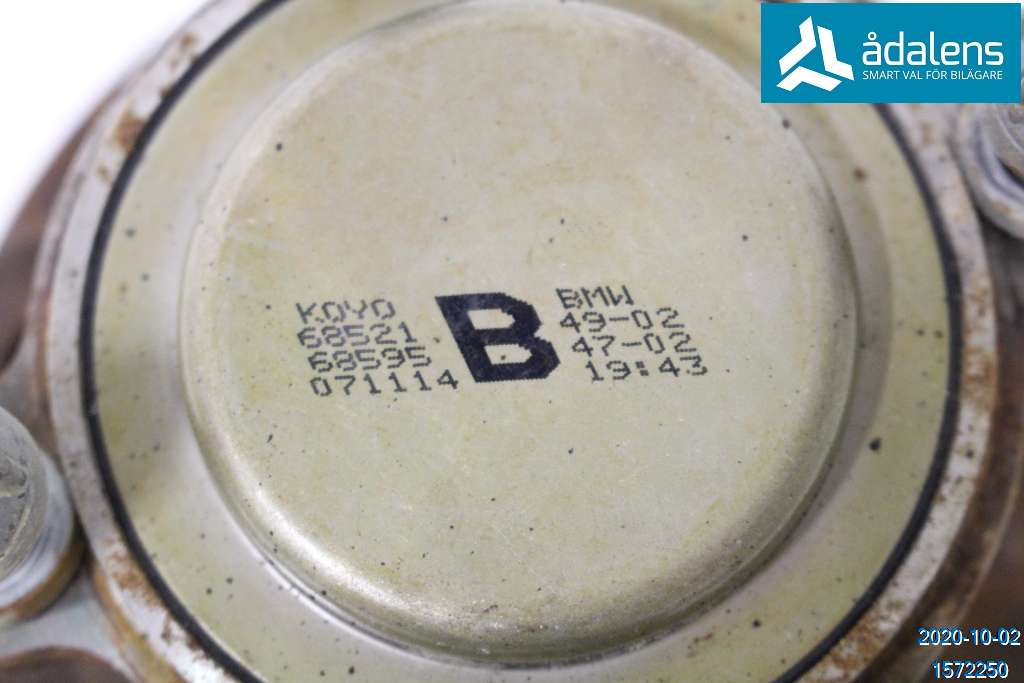 ådalens
SMART VAL FÖR BILÄGARE
KOYO
68521
68595
071114
B
BMW
49-02
47-02
19:43
2020-10-02
1572250